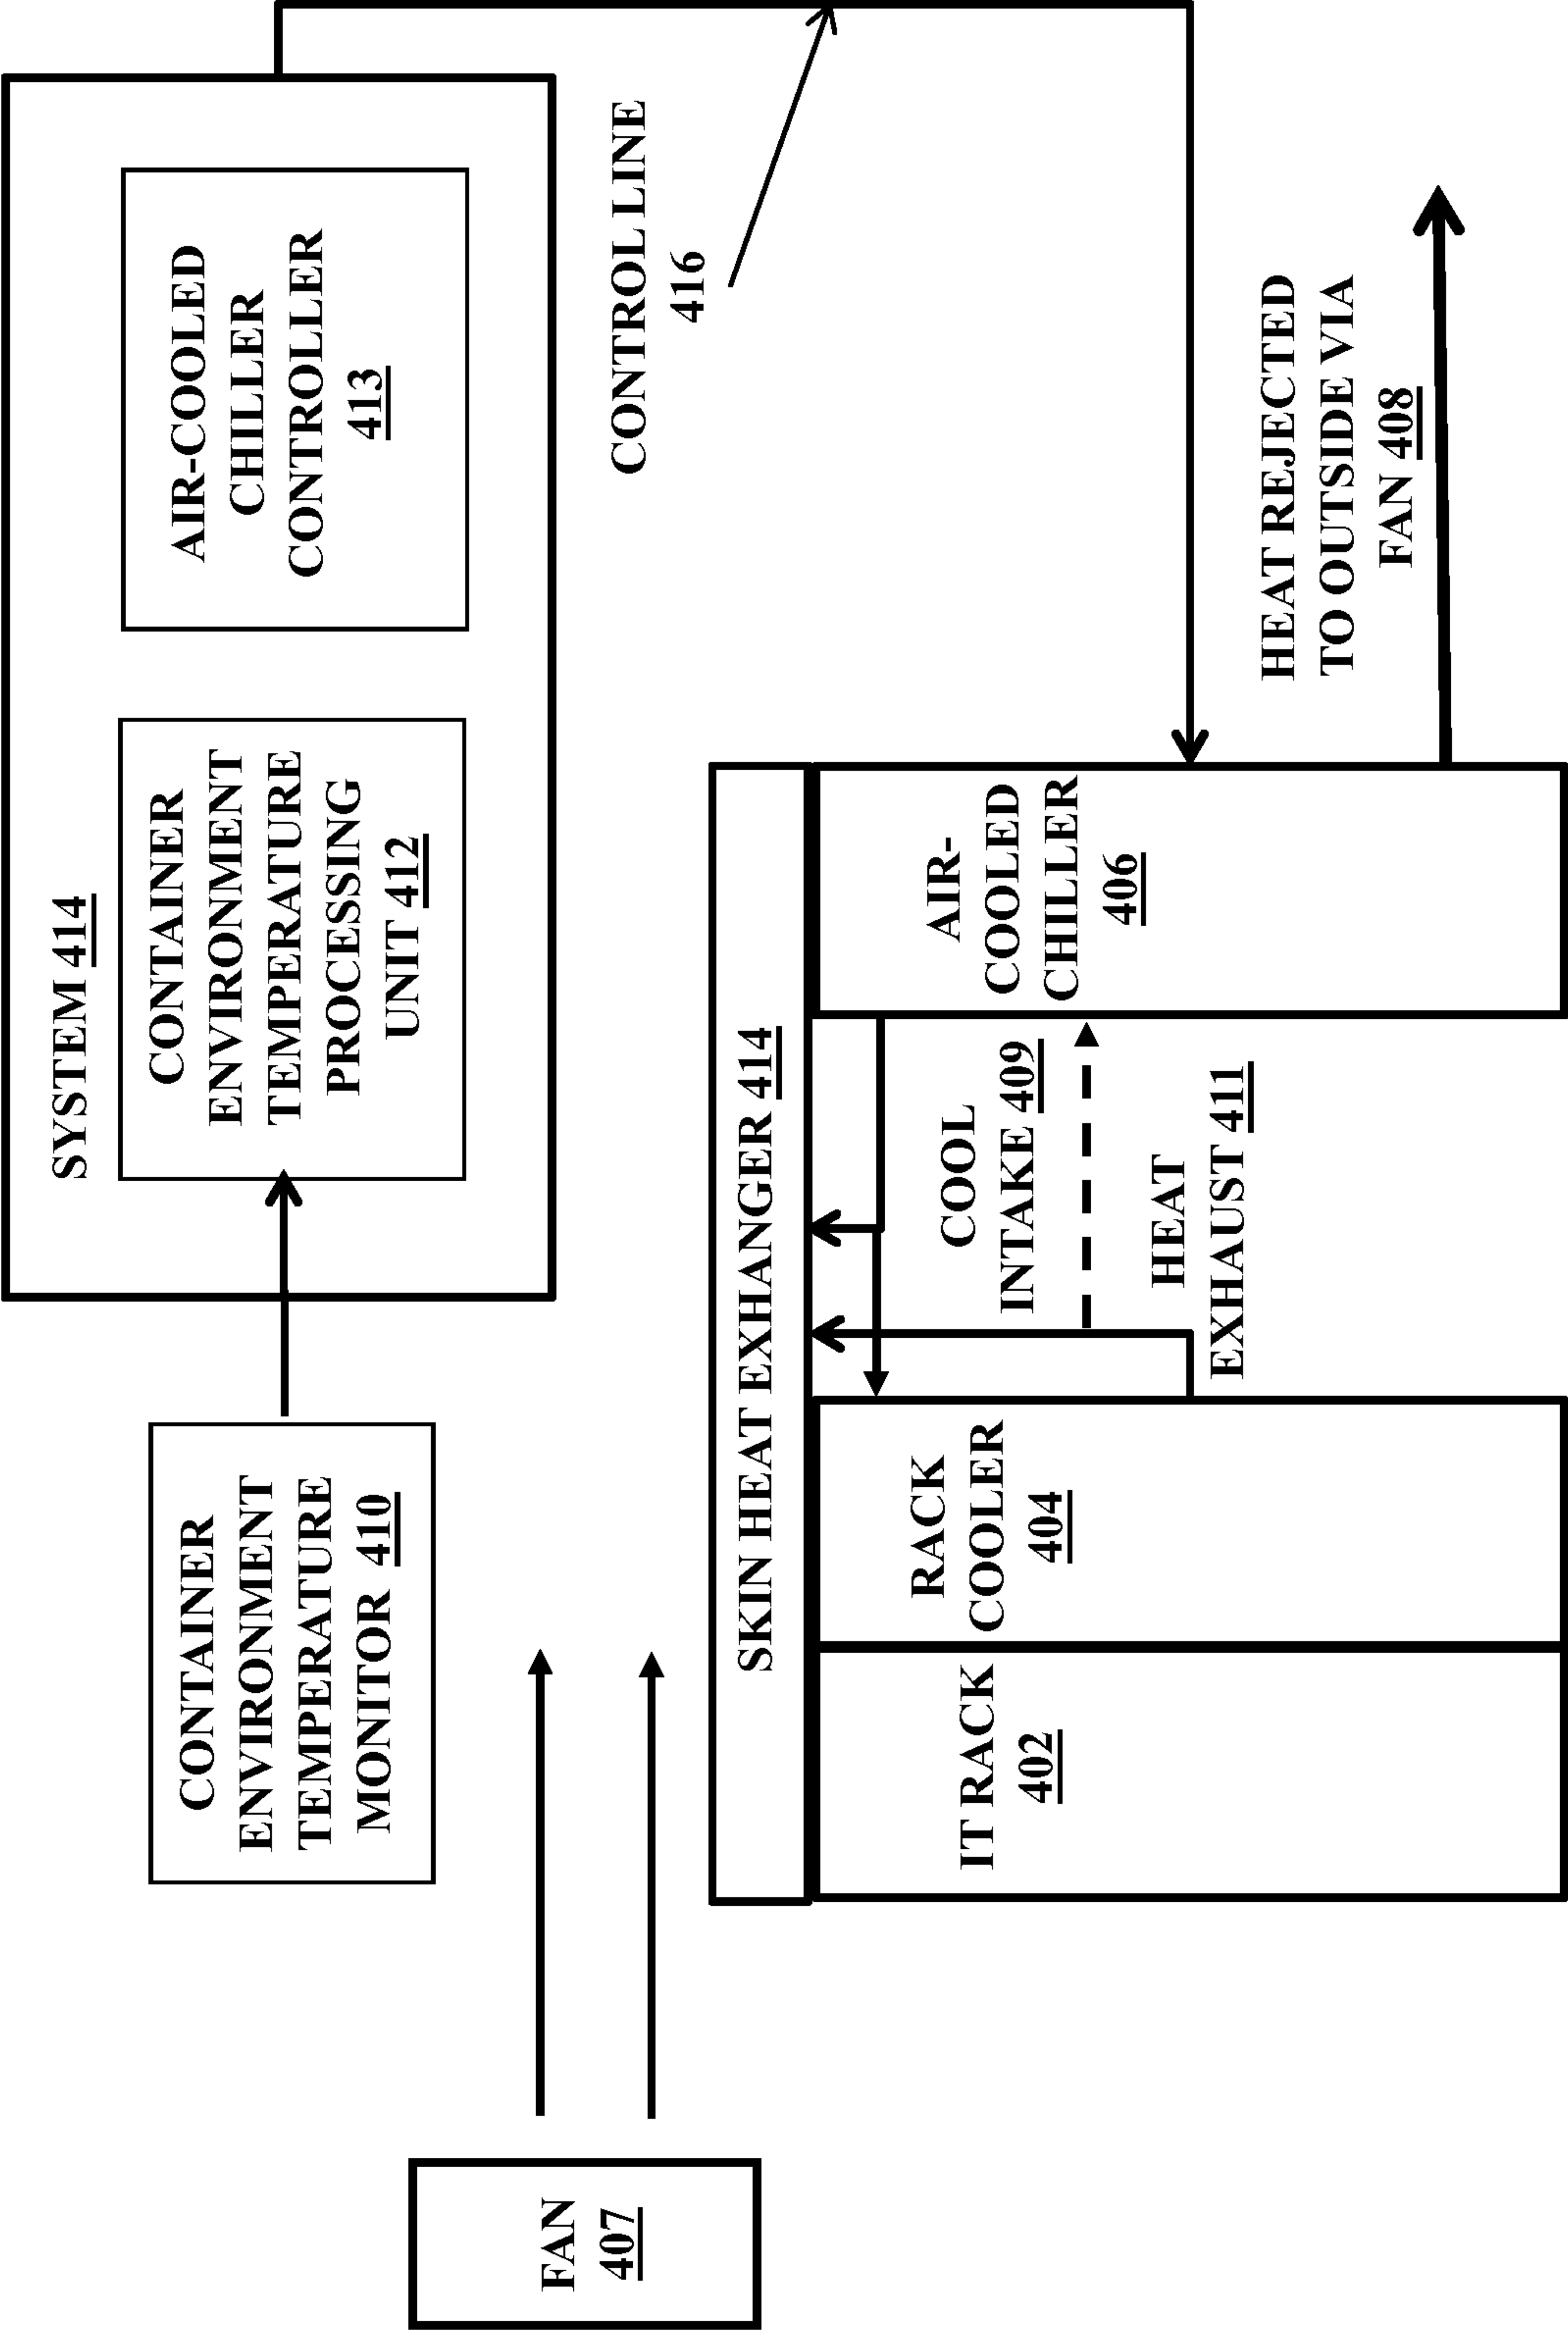 SYSTEM 414
CONTAINER
ENVIRONMENT
TEMPERATURE
MONITOR 410
CONTAINER
ENVIRONMENT
TEMPERATURE
PROCESSING
UNIT 412
AIR-COOLED
CHILLER
CONTROLLER
413
FAN
407
CONTROL LINE
416
SKIN HEAT EXHANGER 414
IT RACK
402
RACK
COOLER
404
COOL
INTAKE 409
HEAT
EXHAUST 411
AIR-
COOLED
CHILLER
406
HEAT REJECTED
TO OUTSIDE VIA
FAN 408